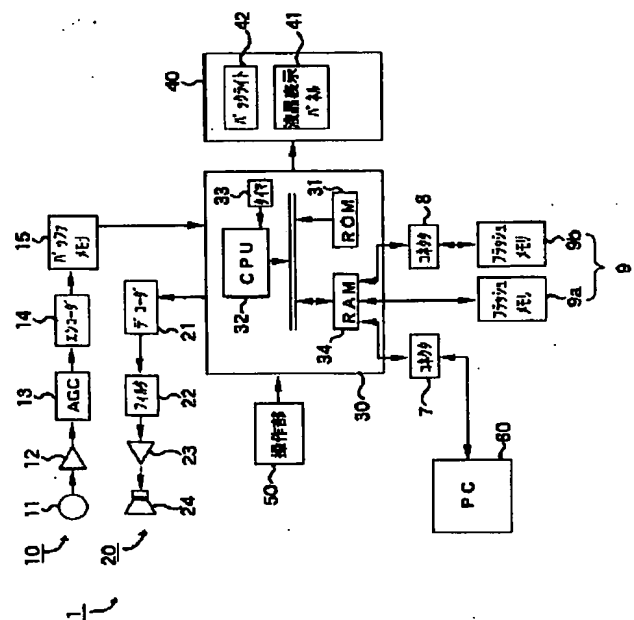 1
10
11
12
13
AGC
14
エンコーダ
15
バッファ
メモリ
20
24
23
22
フィルタ
21
デコーダ
30
CPU
32
33
タイマ
ROM
31
RAM
34
40
バックライト
42
液晶表示
パネル
41
操作部
50
コネクタ
7
コネクタ
8
フラッシュ
メモリ
9a
フラッシュ
メモリ
9b
9
PC
60